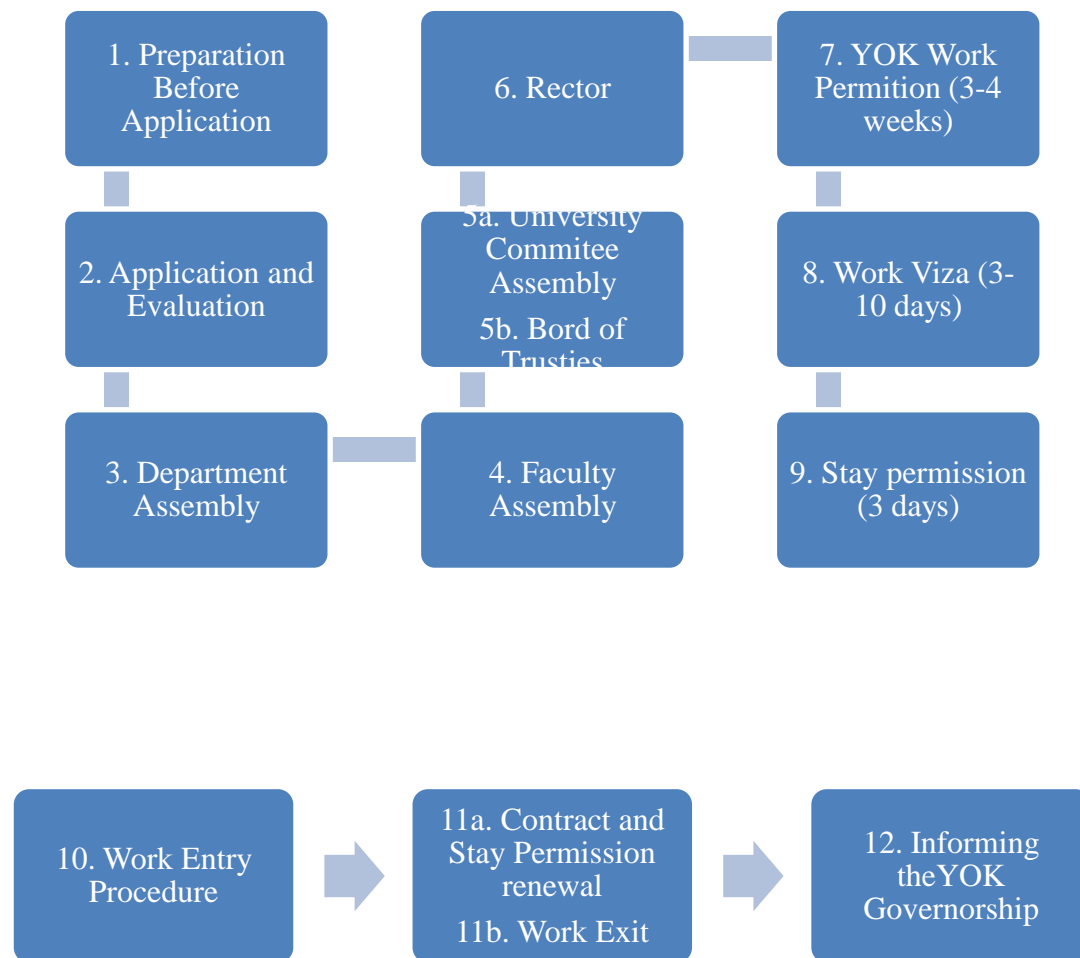 1. Preparation
Before
Application
2. Application and
Evaluation
3. Department
Assembly
4. Faculty
Assembly
5a. University
Commitee
Assembly
5b. Bord of
Trusties
6. Rector
7. YOK Work
Permition (3-4
weeks)
8. Work Viza (3-
10 days)
9. Stay permission
(3 days)
10. Work Entry
Procedure
11a. Contract and
Stay Permission
renewal
11b. Work Exit
12. Informing
theYOK
Governorship